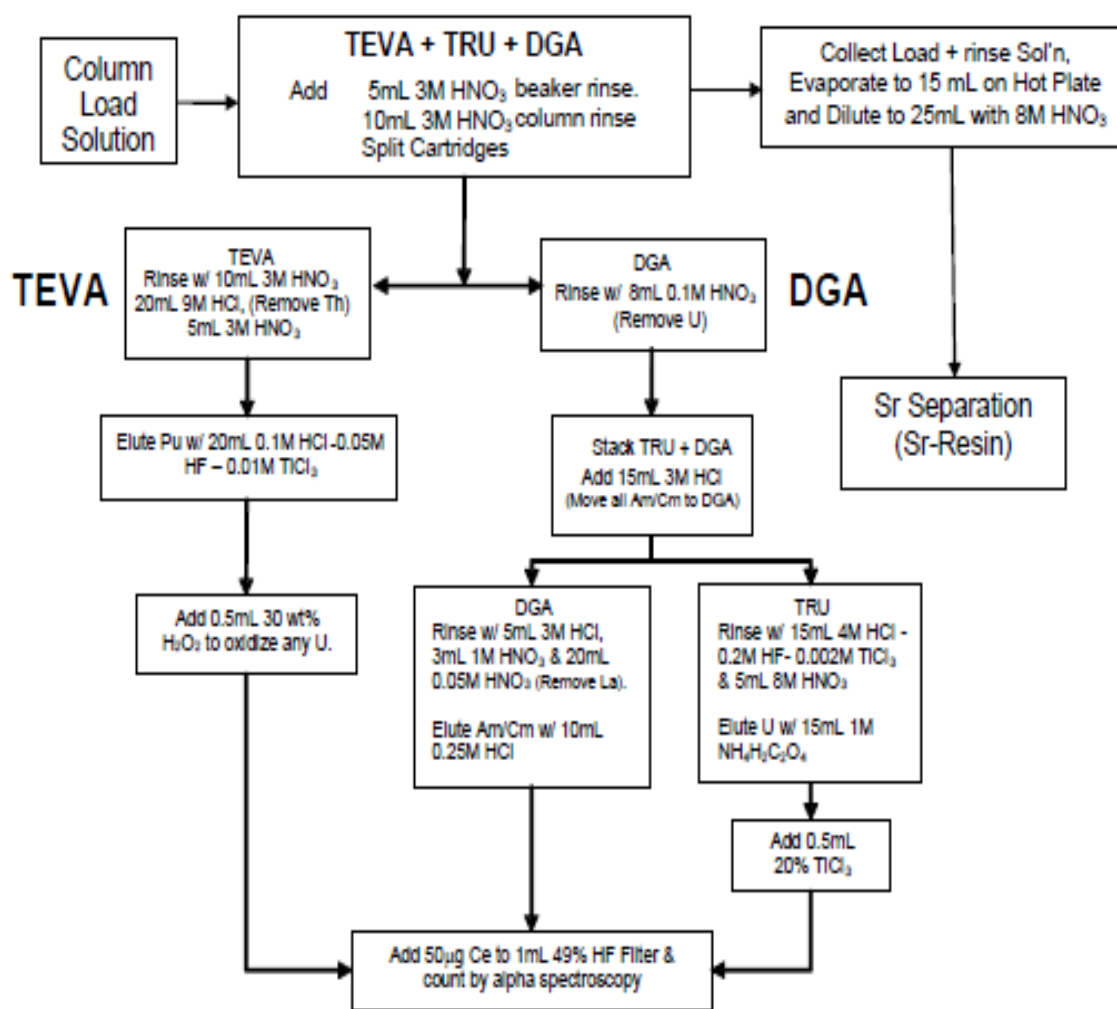 Column
Load
Solution
TEVA + TRU + DGA
Add 5mL 3M HNO₃ beaker rinse.
10mL 3M HNO₃ column rinse
Split Cartridges
Collect Load + rinse Sol'n,
Evaporate to 15 mL on Hot Plate
and Dilute to 25mL with 8M HNO₃
TEVA
TEVA
Rinse w/ 10mL 3M HNO₃
20mL 9M HCl, (Remove Th)
5mL 3M HNO₃
DGA
Rinse w/ 8mL 0.1M HNO₃
(Remove U)
DGA
Elute Pu w/ 20mL 0.1M HCl -0.05M
HF – 0.01M TiCl₃
Stack TRU + DGA
Add 15mL 3M HCl
(Move all Am/Cm to DGA)
Sr Separation
(Sr-Resin)
Add 0.5mL 30 wt%
H₂O₂ to oxidize any U.
DGA
Rinse w/ 5mL 3M HCl,
3mL 1M HNO₃ & 20mL
0.05M HNO₃ (Remove La).
Elute Am/Cm w/ 10mL
0.25M HCl
TRU
Rinse w/ 15mL 4M HCl -
0.2M HF- 0.002M TiCl₃
& 5mL 8M HNO₃
Elute U w/ 15mL 1M
NH₄H₂C₂O₄
Add 0.5mL
20% TiCl₃
Add 50µg Ce to 1mL 49% HF Filter &
count by alpha spectroscopy